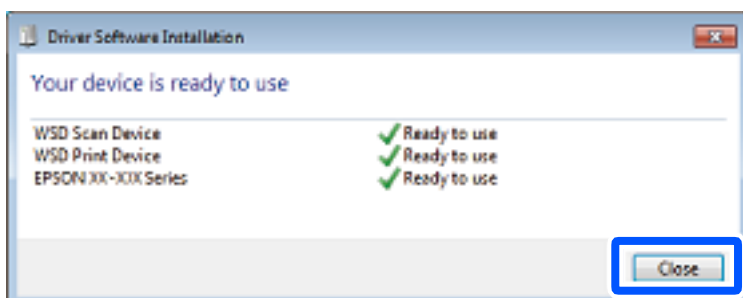 Driver Software Installation
Your device is ready to use
WSD Scan Device Ready to use
WSD Print Device Ready to use
EPSON XX-XXX Series Ready to use
Close